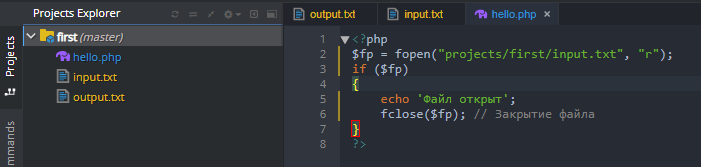 Projects Explorer
first (master)
hello.php
input.txt
output.txt
Projects
mmands
output.txt
input.txt
hello.php ×
1 <?php
2 $fp = fopen("projects/first/input.txt", "r");
3 if ($fp)
4 {
5 echo 'Файл открыт';
6 fclose($fp); // Закрытие файла
7 }
8 ?>